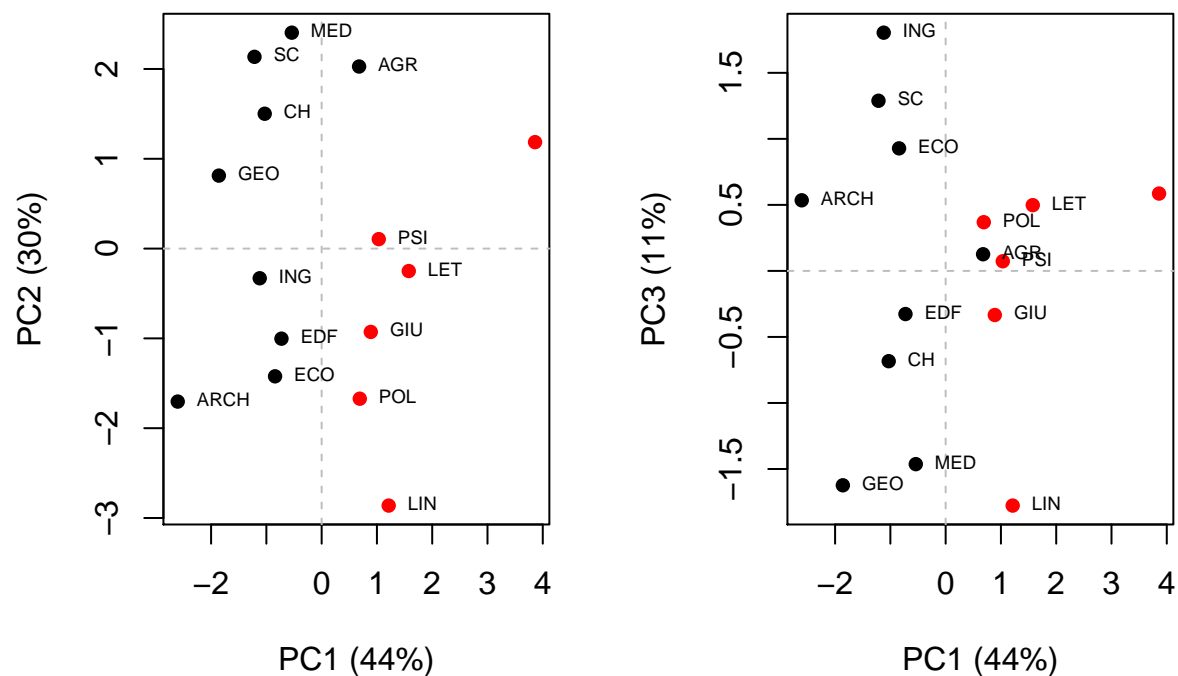 PC2 (30%)
2
1
0
−1
−2
−3
MED
SC
AGR
CH
GEO
PSI
LET
ING
GIU
EDF
ECO
POL
ARCH
LIN
−2
0
1
2
3
4
PC1 (44%)
PC3 (11%)
1.5
0.5
−0.5
−1.5
ING
SC
ECO
ARCH
LET
POL
AGR
PSI
EDF
GIU
CH
MED
GEO
LIN
−2
0
1
2
3
4
PC1 (44%)